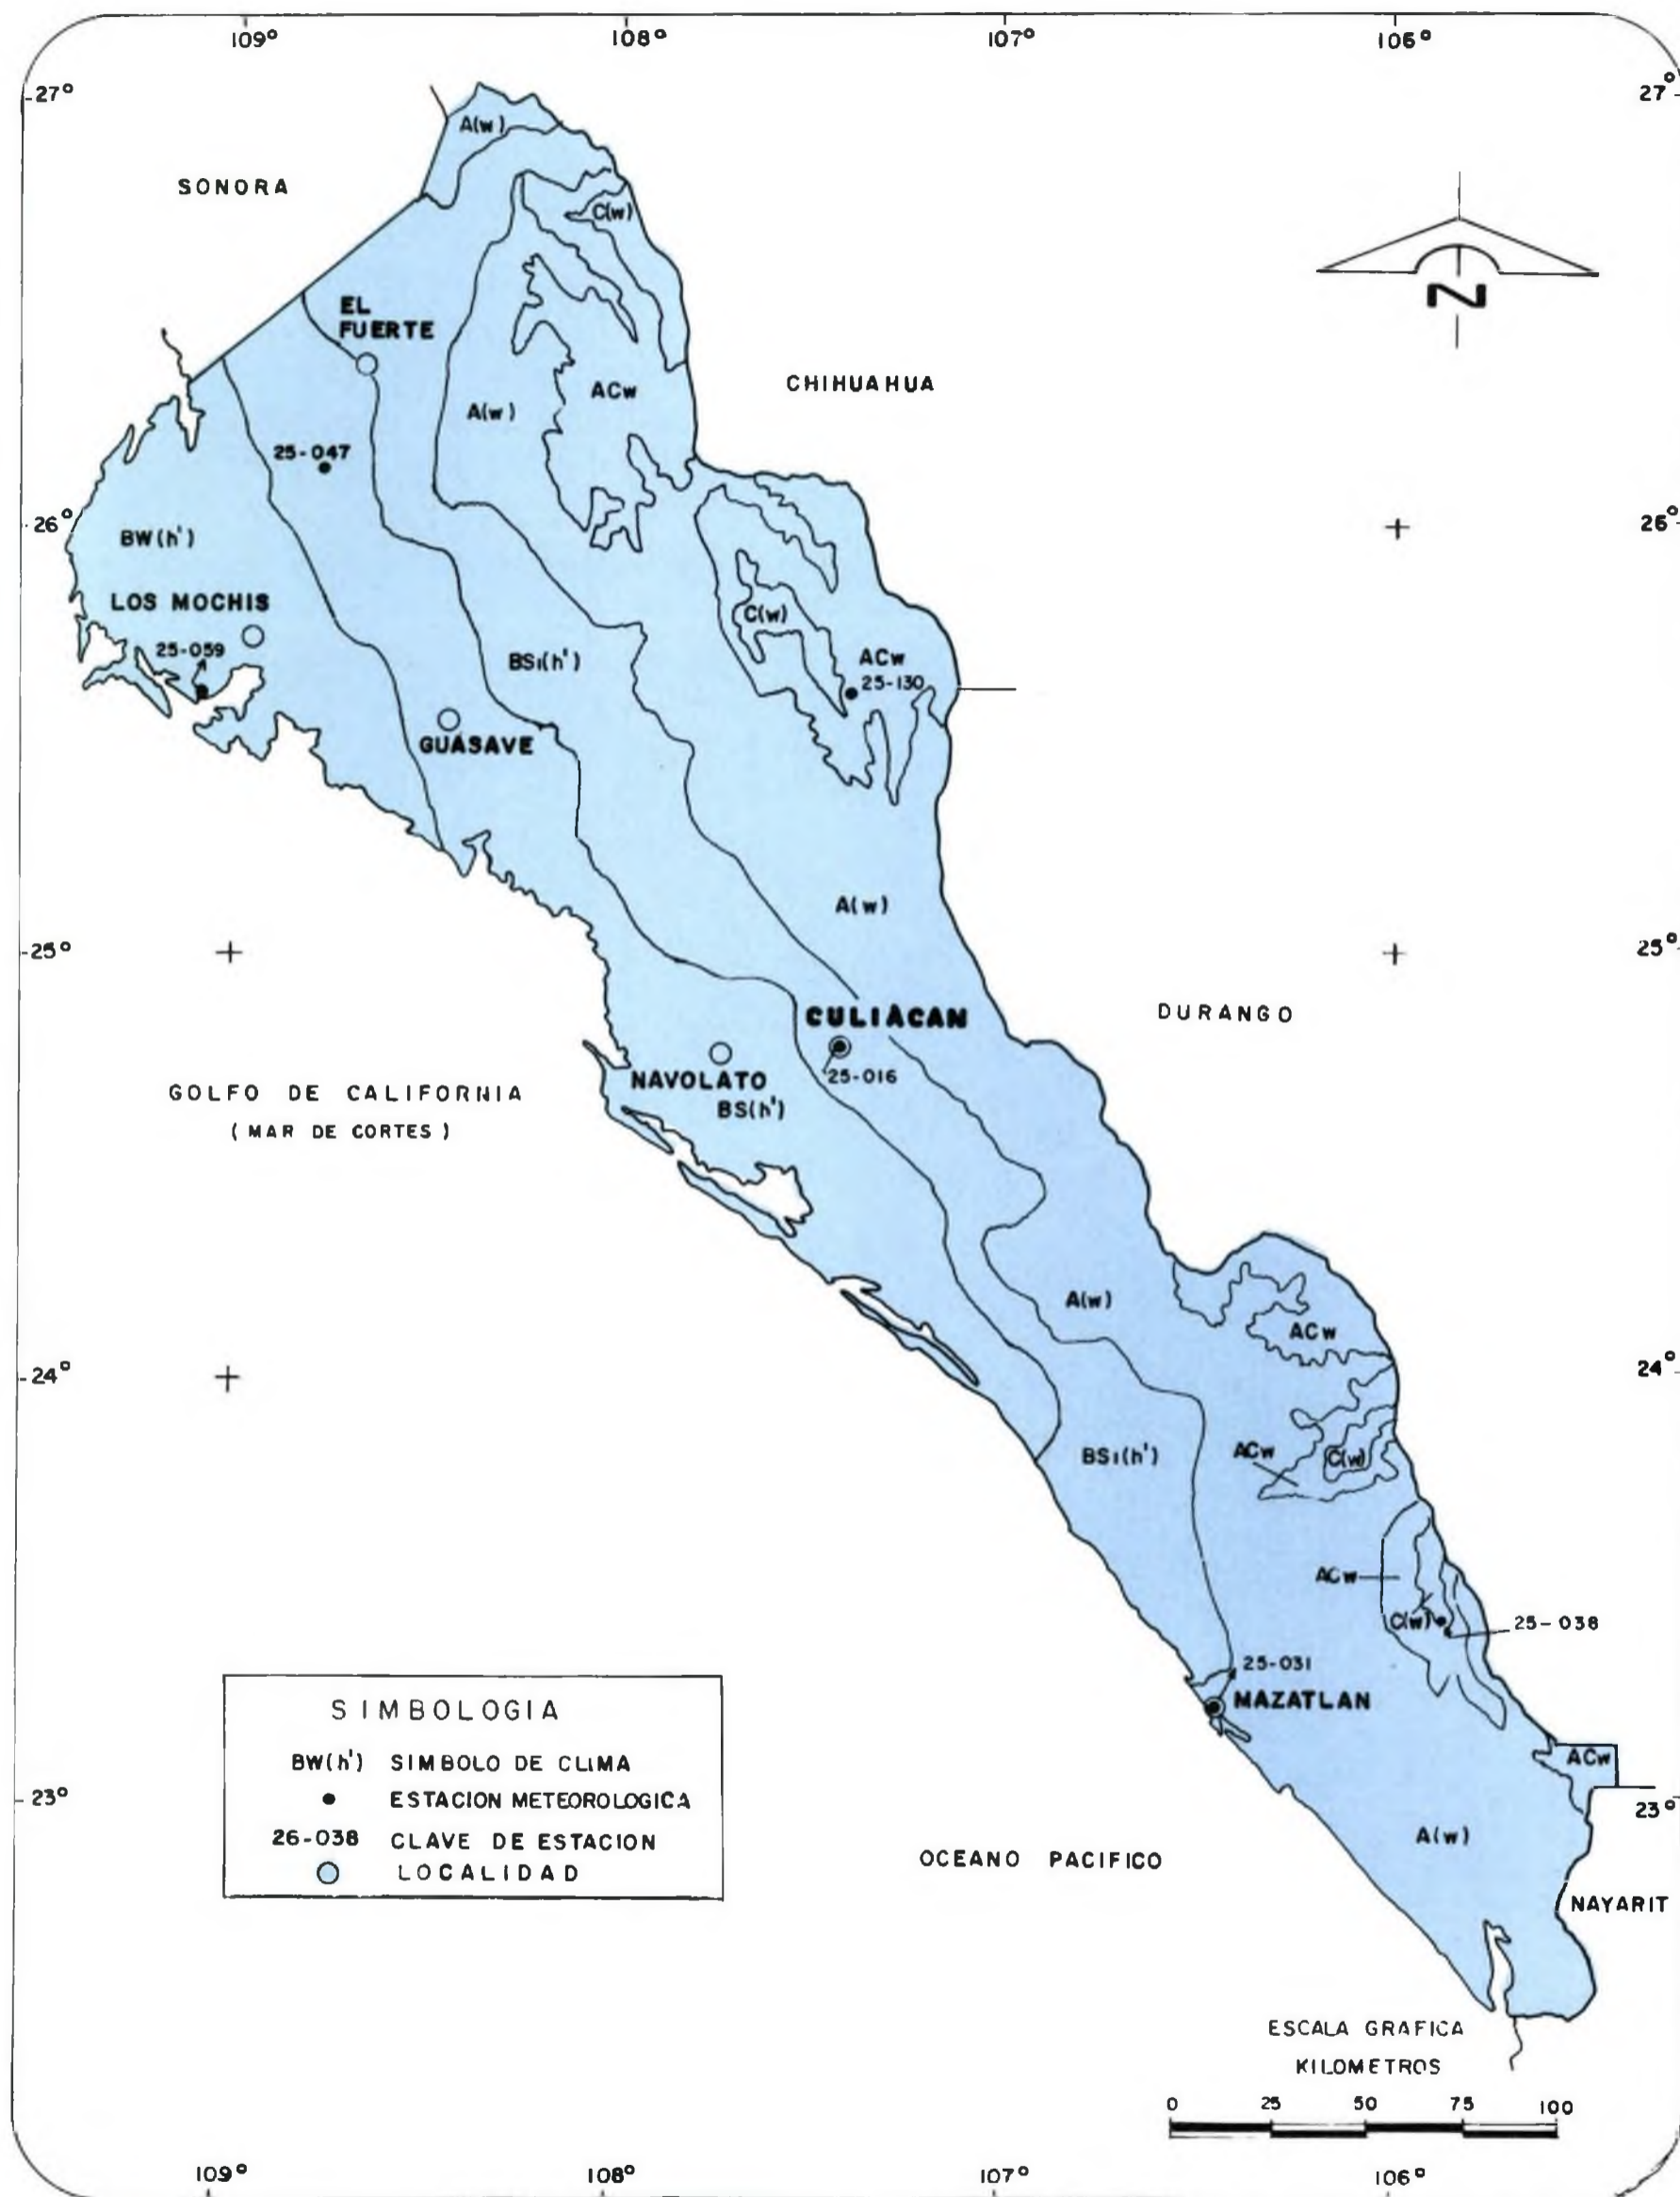 109° 108° 107° 106°
27° 27°
A(w)
SONORA
C(w)
EL
FUERTE
CHIHUAHUA
ACw
A(w)
25-047
26° 26°
BW(h')
LOS MOCHIS
C(w)
25-059
BS1(h')
ACw
25-130
GUASAVE
A(w)
25° 25°
CULIACAN
DURANGO
25-016
NAVOLATO
BS(h')
GOLFO DE CALIFORNIA
( MAR DE CORTES )
A(w)
ACw
24° 24°
ACw
C(w)
BS1(h')
ACw
C(w)
25-038
25-031
MAZATLAN
ACw
23° 23°
A(w)
OCEANO PACIFICO
NAYARIT
SIMBOLOGIA
BW(h') SIMBOLO DE CLIMA
ESTACION METEOROLOGICA
26-038 CLAVE DE ESTACION
LOCALIDAD
N
ESCALA GRAFICA
KILOMETROS
0 25 50 75 100
109° 108° 107° 106°